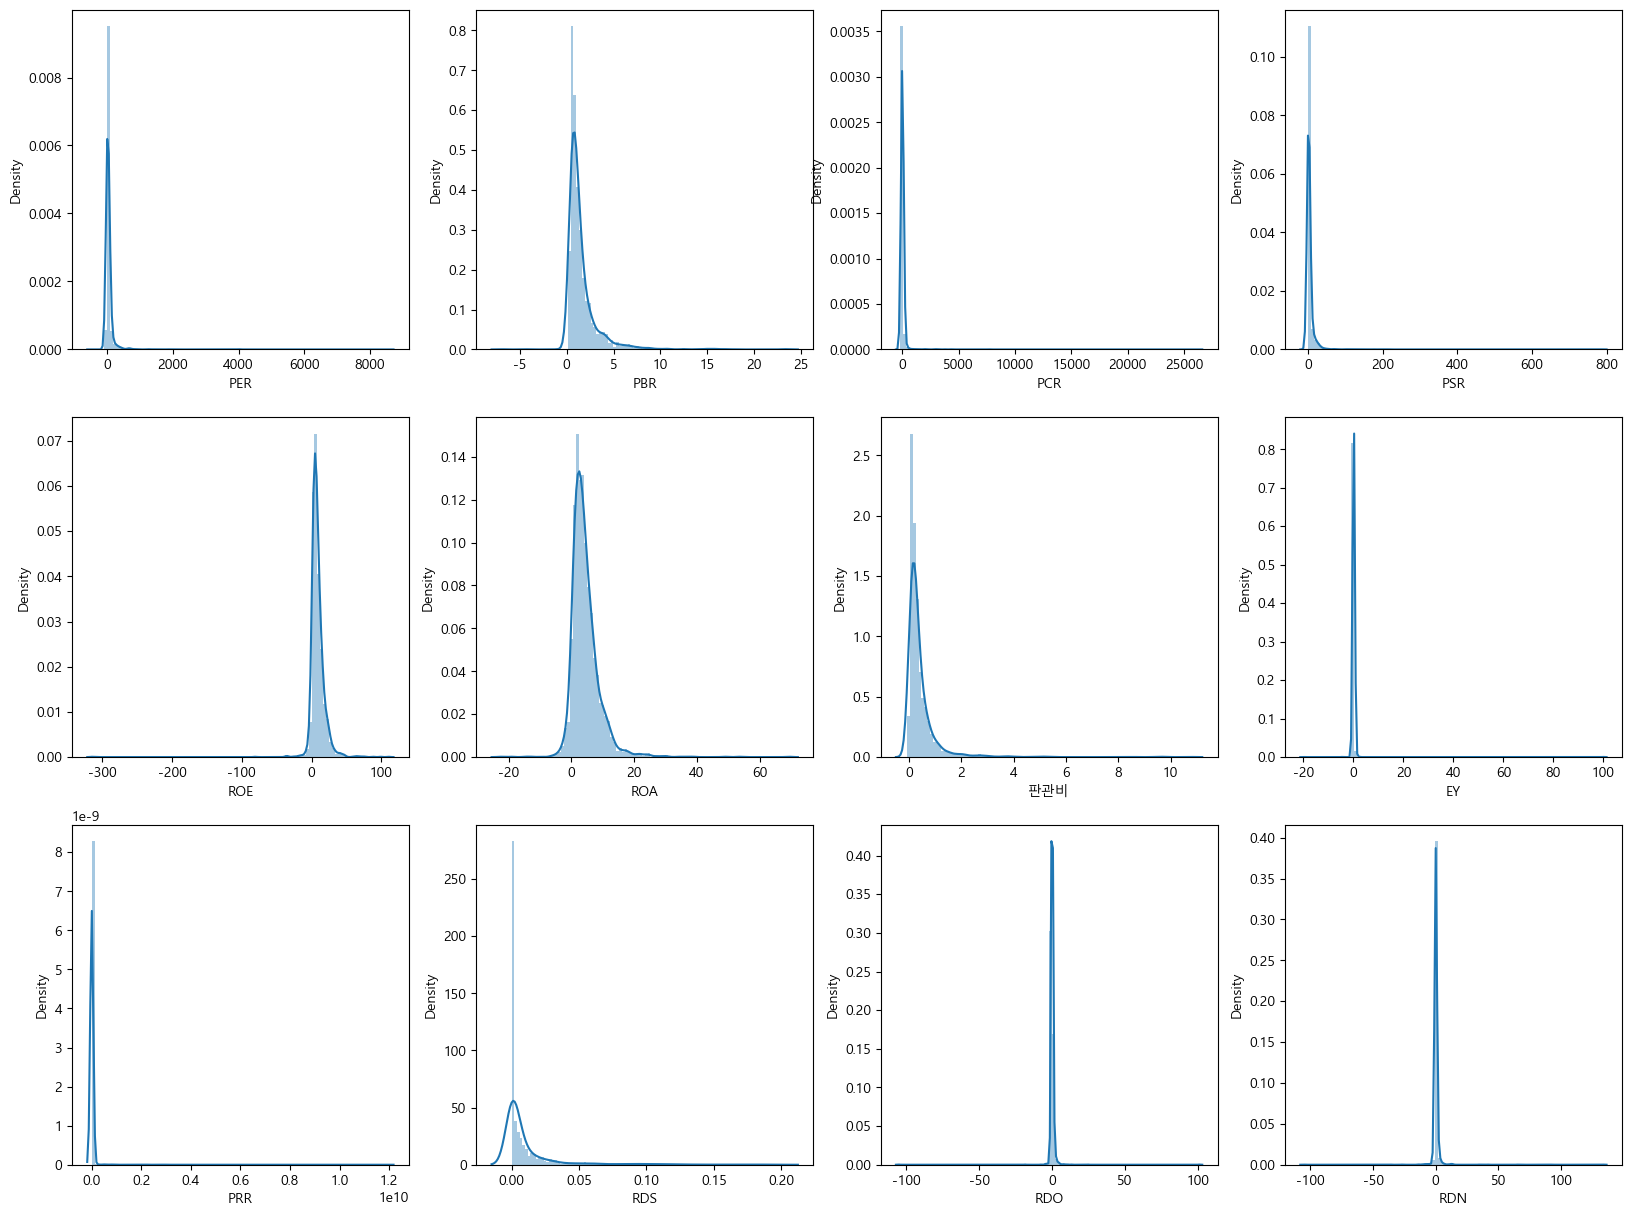 0.008
0.006
0.004
0.002
0.000
Density
0 2000 4000 6000 8000
PER
0.8
0.7
0.6
0.5
0.4
0.3
0.2
0.1
0.0
Density
-5 0 5 10 15 20 25
PBR
0.0035
0.0030
0.0025
0.0020
0.0015
0.0010
0.0005
0.0000
Density
0 5000 10000 15000 20000 25000
PCR
0.10
0.08
0.06
0.04
0.02
0.00
Density
0 200 400 600 800
PSR
0.07
0.06
0.05
0.04
0.03
0.02
0.01
0.00
Density
-300 -200 -100 0 100
ROE
0.14
0.12
0.10
0.08
0.06
0.04
0.02
0.00
Density
-20 0 20 40 60
ROA
2.5
2.0
1.5
1.0
0.5
0.0
Density
0 2 4 6 8 10
판관비
0.8
0.7
0.6
0.5
0.4
0.3
0.2
0.1
0.0
Density
-20 0 20 40 60 80 100
EY
1e-9
8
7
6
5
4
3
2
1
0
Density
0.0 0.2 0.4 0.6 0.8 1.0 1.2
1e10
PRR
250
200
150
100
50
0
Density
0.00 0.05 0.10 0.15 0.20
RDS
0.40
0.35
0.30
0.25
0.20
0.15
0.10
0.05
0.00
Density
-100 -50 0 50 100
RDO
0.40
0.35
0.30
0.25
0.20
0.15
0.10
0.05
0.00
Density
-100 -50 0 50 100
RDN